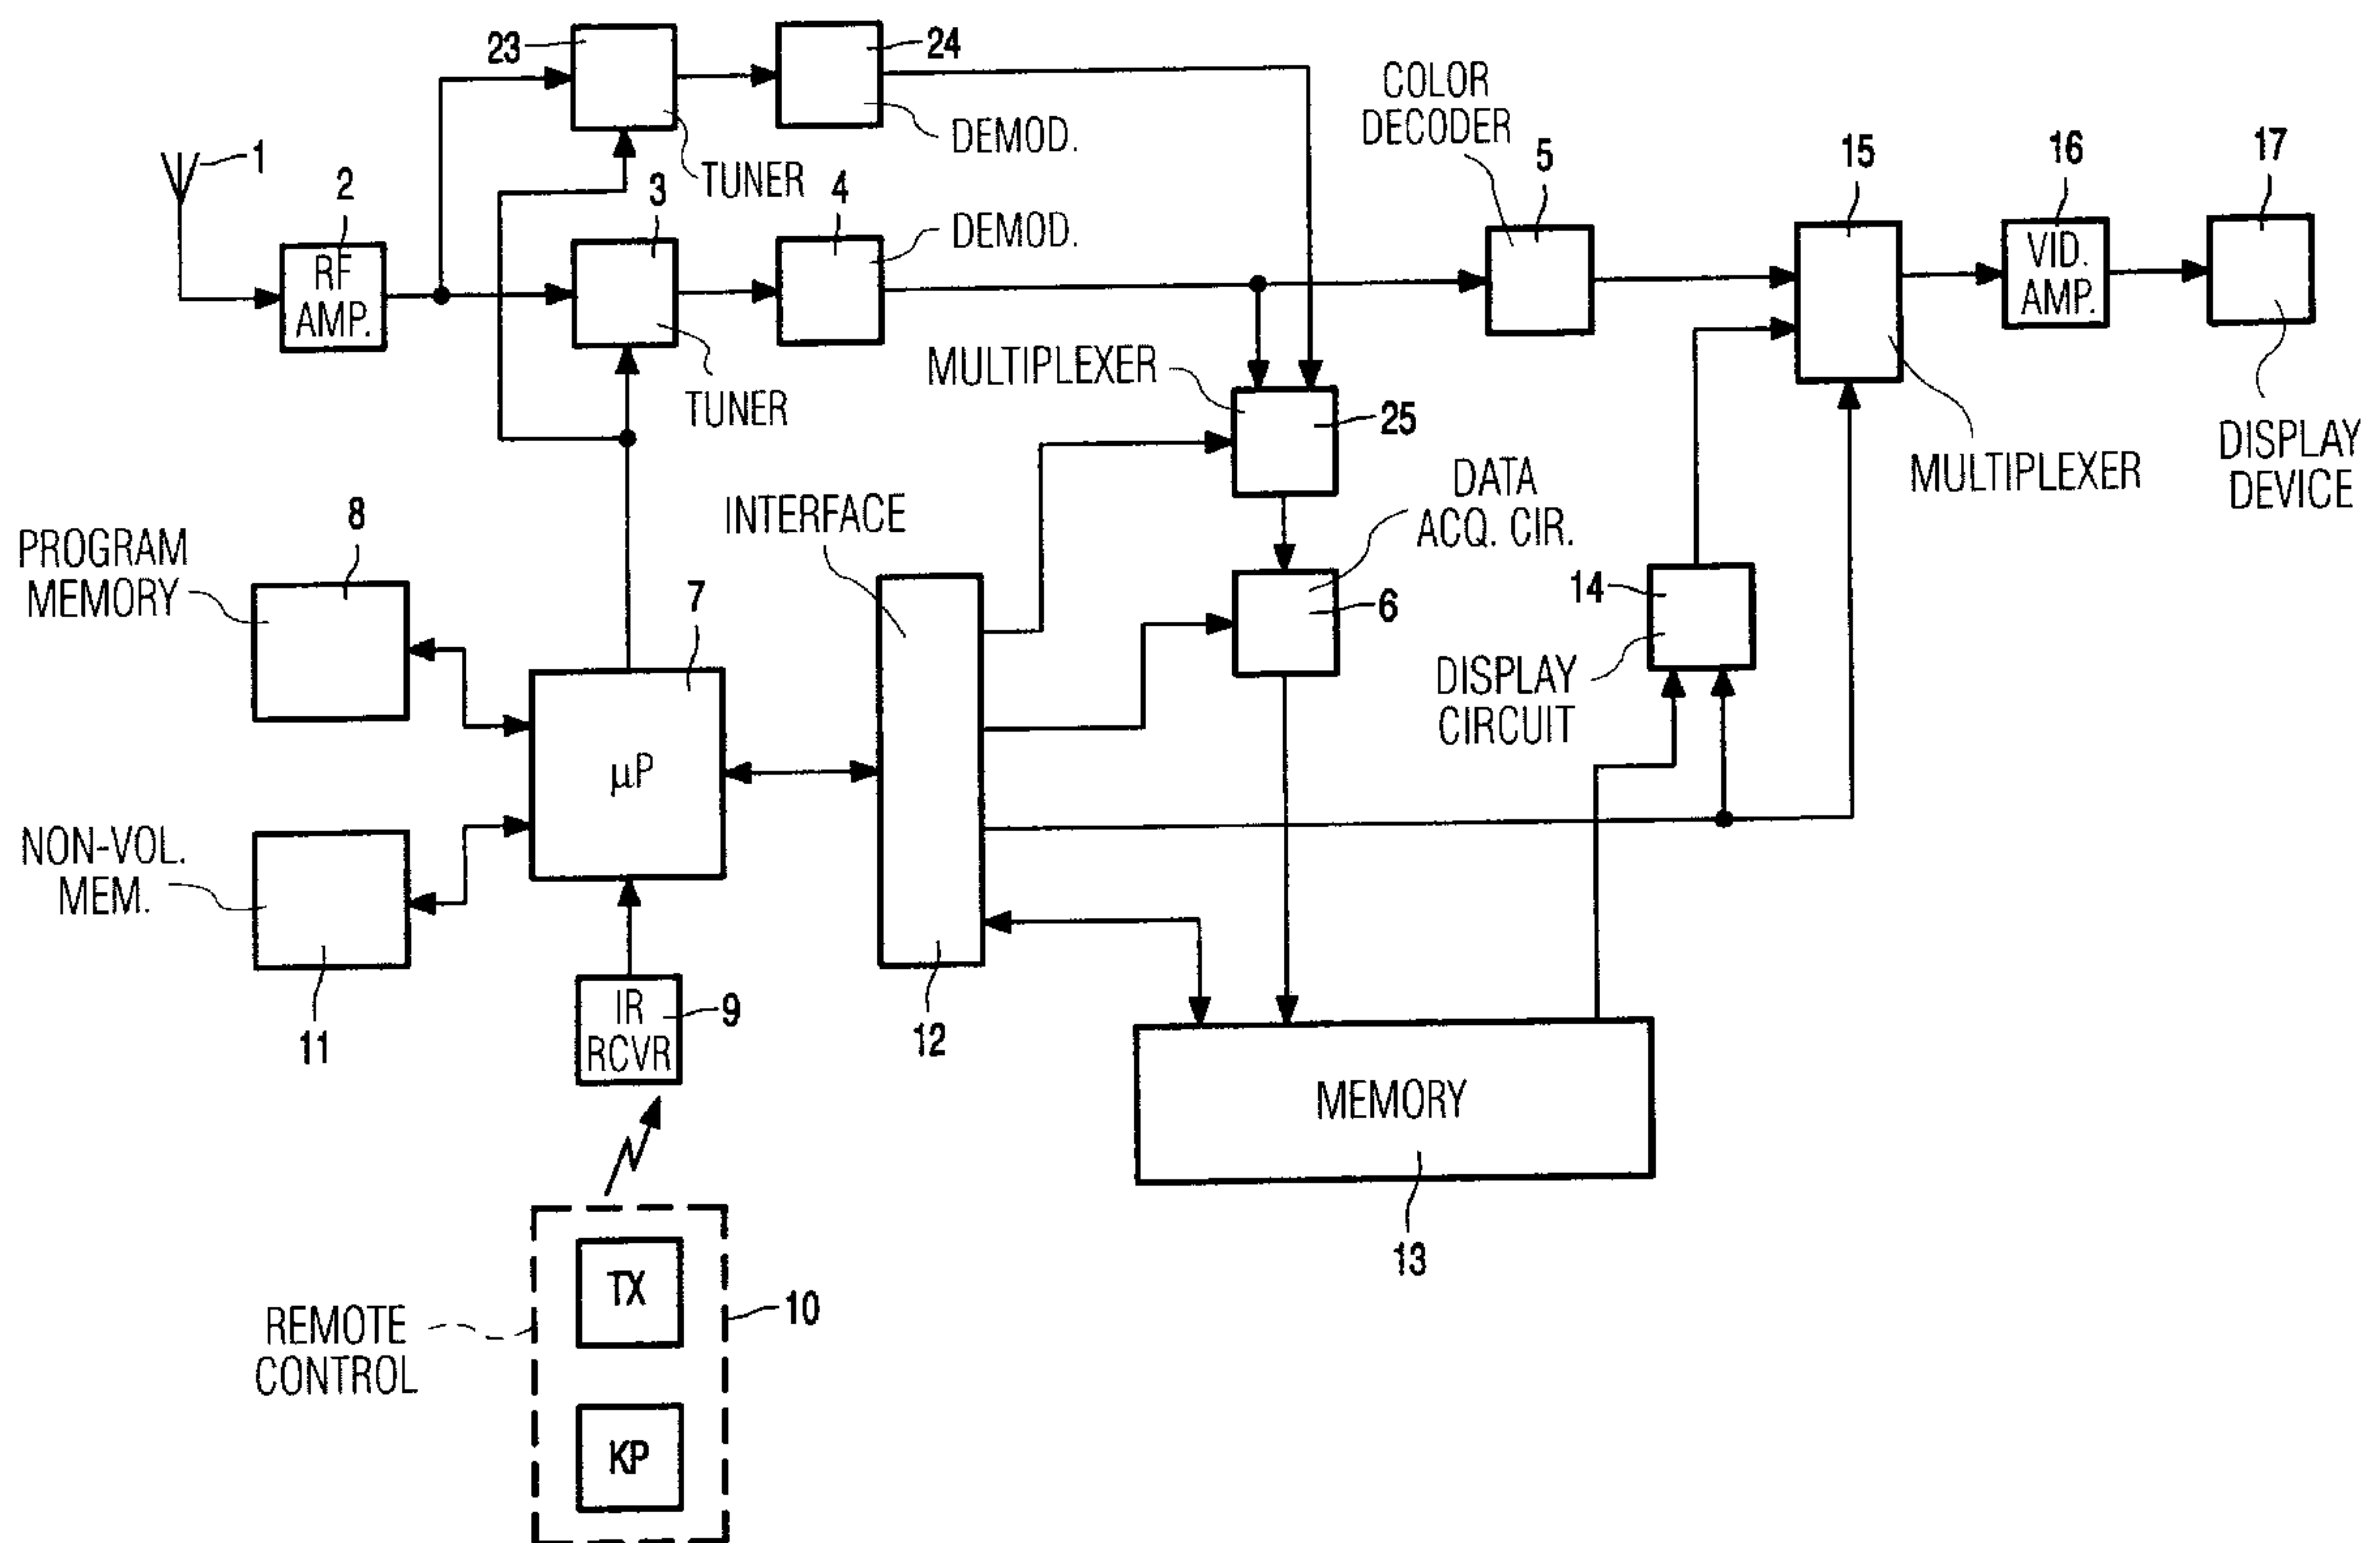 23
24
COLOR
DECODER
DEMOD.
1
TUNER
15
16
17
2
3
4
5
DEMOD.
RF
AMP.
VID.
AMP.
MULTIPLEXER
TUNER
25
DISPLAY
DEVICE
MULTIPLEXER
DATA
ACQ. CIR.
INTERFACE
8
PROGRAM
MEMORY
7
6
14
DISPLAY
CIRCUIT
µP
NON-VOL.
MEM.
11
IR
RCVR
9
12
MEMORY
13
TX
10
REMOTE
CONTROL
KP